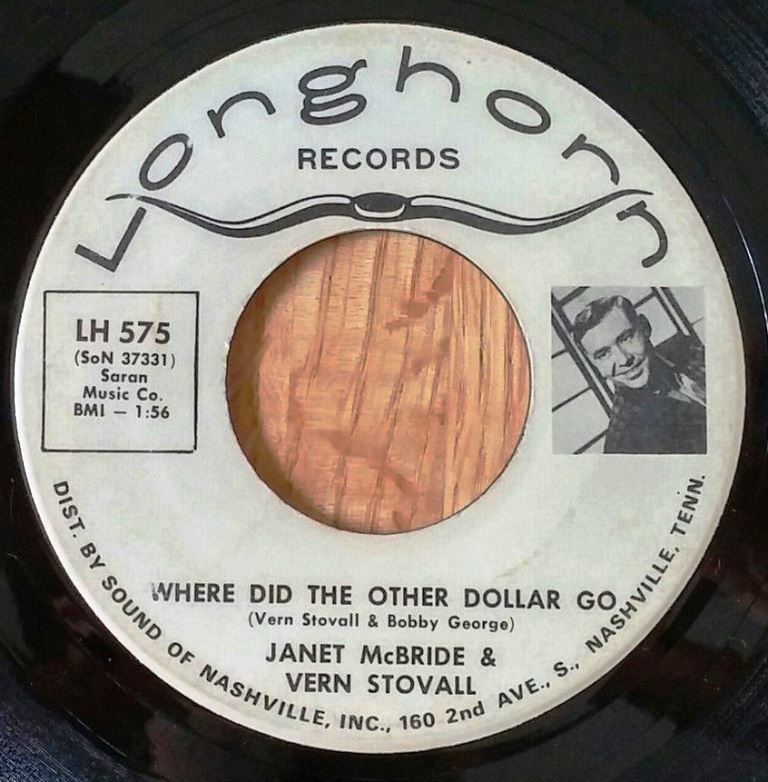 Longhorn
RECORDS
LH 575
(SoN 37331)
Saran
Music Co.
BMI — 1:56
WHERE DID THE OTHER DOLLAR GO
(Vern Stovall & Bobby George)
JANET McBRIDE &
VERN STOVALL
DIST. BY SOUND OF NASHVILLE, INC., 160 2nd AVE., S., NASHVILLE, TENN.